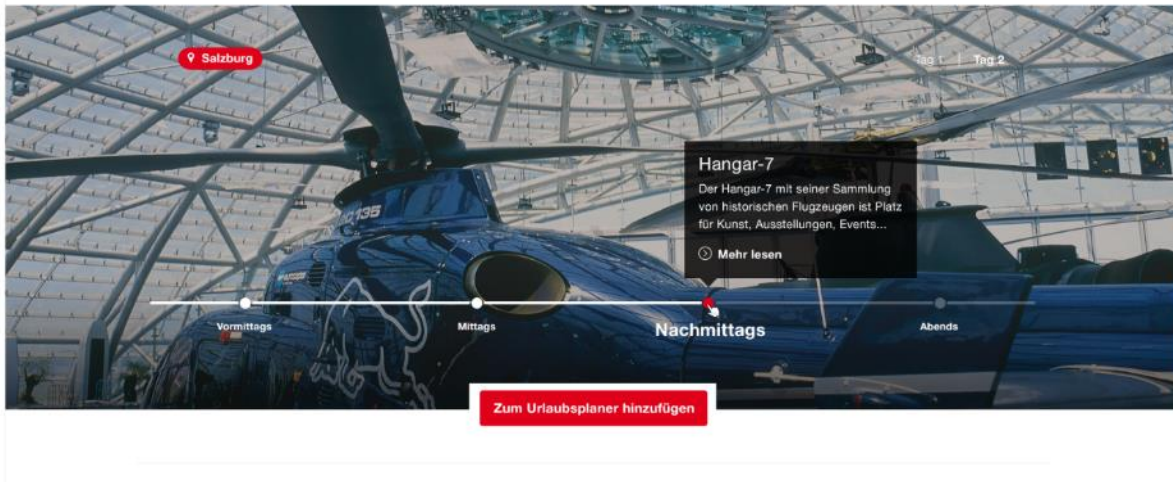 Salzburg
Tag 1 | Tag 2
135
Hangar-7
Der Hangar-7 mit seiner Sammlung
von historischen Flugzeugen ist Platz
für Kunst, Ausstellungen, Events...
Mehr lesen
Vormittags
Mittags
Nachmittags
Abends
Zum Urlaubsplaner hinzufügen